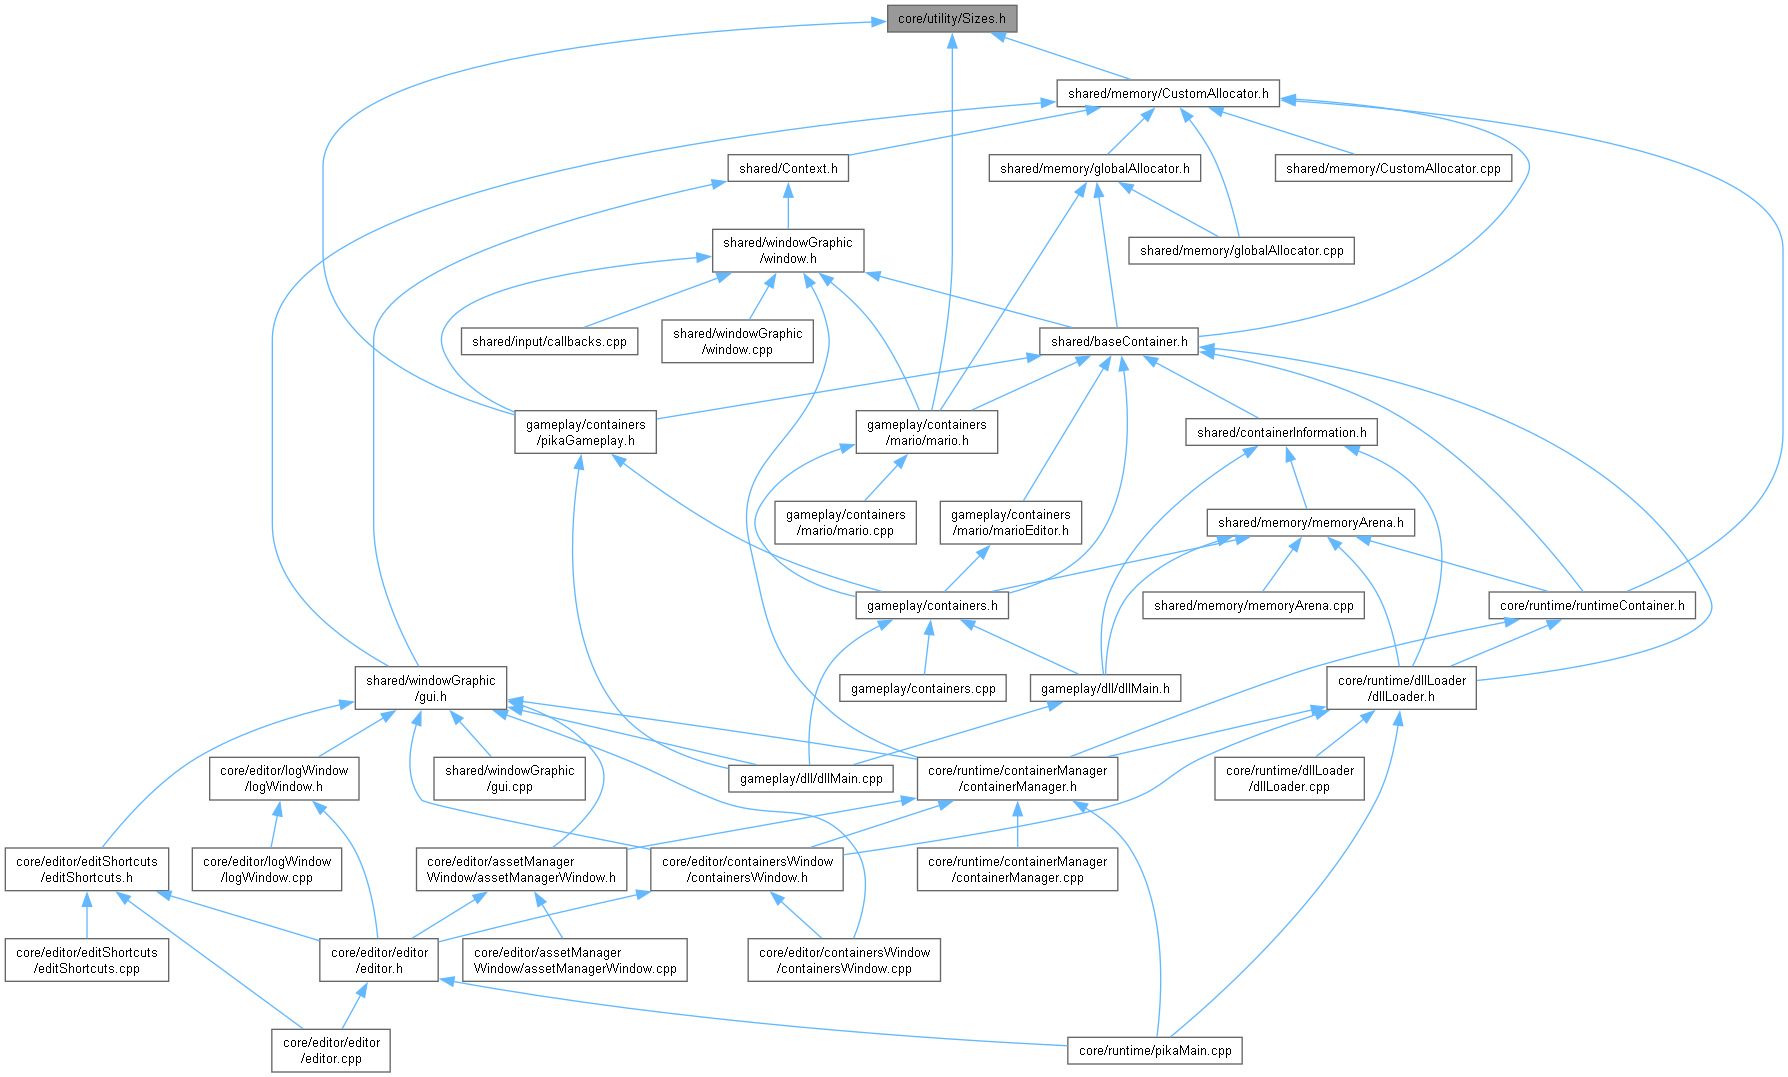 core/utility/Sizes.h
shared/memory/CustomAllocator.h
shared/Context.h
shared/memory/globalAllocator.h
shared/memory/CustomAllocator.cpp
shared/windowGraphic
/window.h
shared/memory/globalAllocator.cpp
shared/input/callbacks.cpp
shared/windowGraphic
/window.cpp
shared/baseContainer.h
gameplay/containers
/pikaGameplay.h
gameplay/containers
/mario/mario.h
shared/containerInformation.h
gameplay/containers
/mario/mario.cpp
gameplay/containers
/mario/marioEditor.h
shared/memory/memoryArena.h
gameplay/containers.h
shared/memory/memoryArena.cpp
core/runtime/runtimeContainer.h
shared/windowGraphic
/gui.h
gameplay/containers.cpp
gameplay/dll/dllMain.h
core/runtime/dllLoader
/dllLoader.h
core/editor/logWindow
/logWindow.h
shared/windowGraphic
/gui.cpp
gameplay/dll/dllMain.cpp
core/runtime/containerManager
/containerManager.h
core/runtime/dllLoader
/dllLoader.cpp
core/editor/editShortcuts
/editShortcuts.h
core/editor/logWindow
/logWindow.cpp
core/editor/assetManager
Window/assetManagerWindow.h
core/editor/containersWindow
/containersWindow.h
core/runtime/containerManager
/containerManager.cpp
core/editor/editShortcuts
/editShortcuts.cpp
core/editor/editor
/editor.h
core/editor/assetManager
Window/assetManagerWindow.cpp
core/editor/containersWindow
/containersWindow.cpp
core/editor/editor
/editor.cpp
core/runtime/pikaMain.cpp